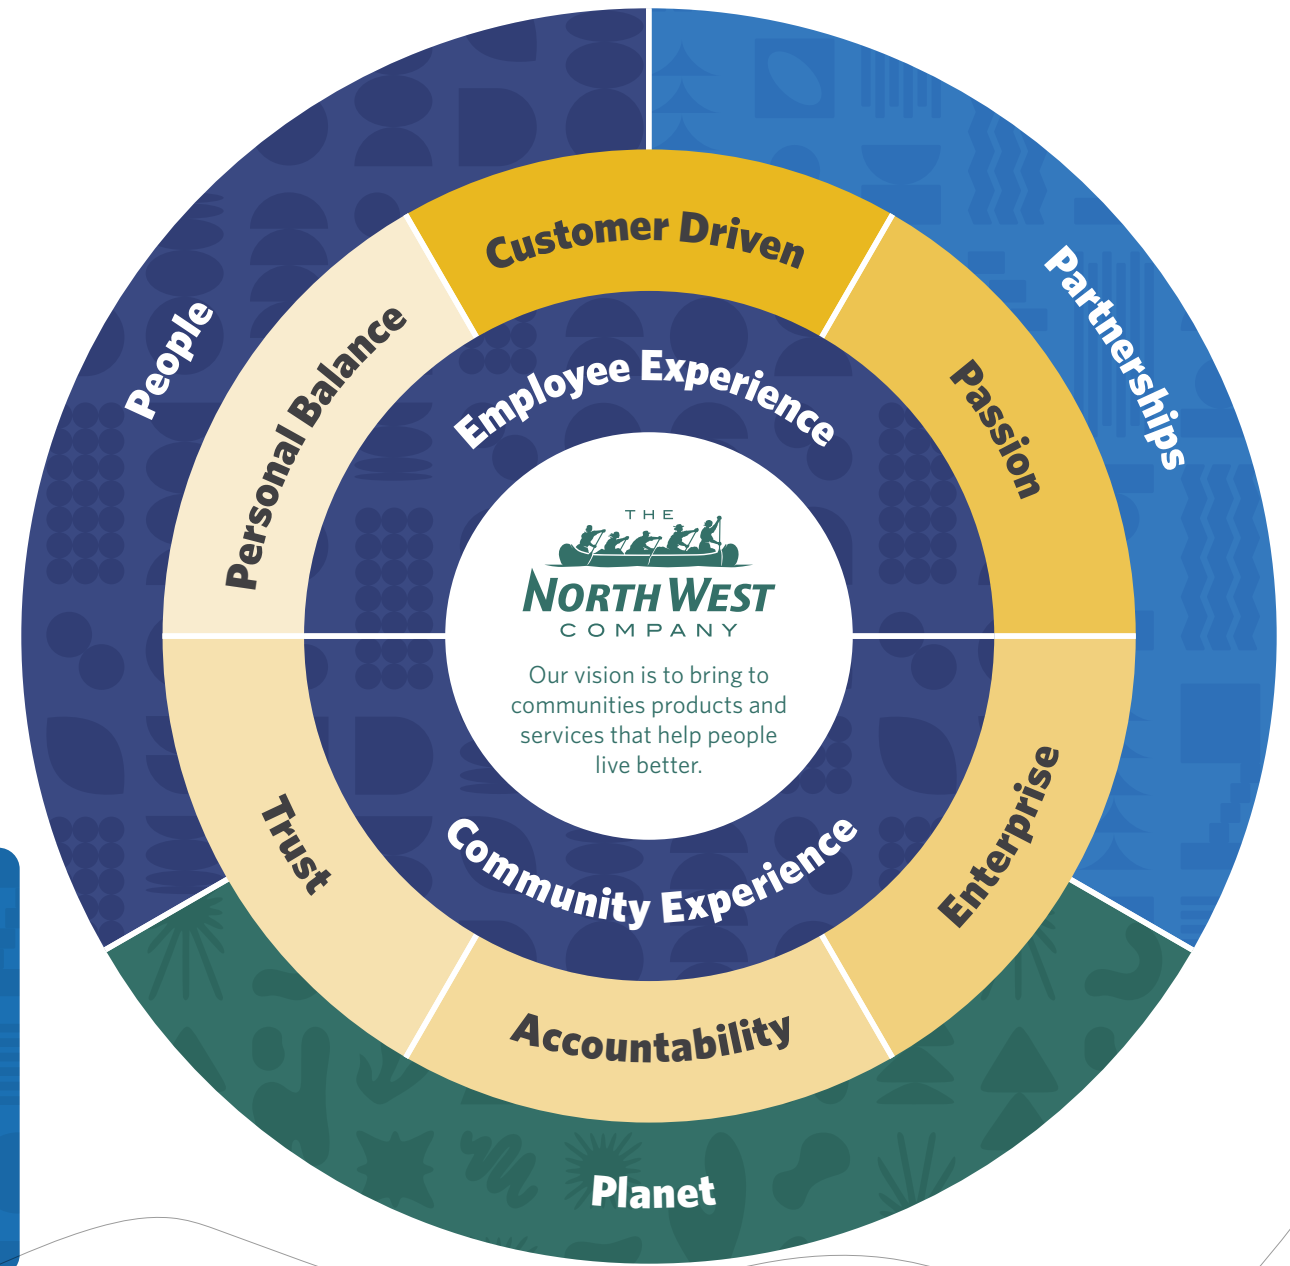 People
Partnerships
Customer Driven
Personal Balance
Passion
Employee Experience
THE
NORTH WEST
COMPANY
Our vision is to bring to
communities products and
services that help people
live better.
Trust
Enterprise
Community Experience
Accountability
Planet